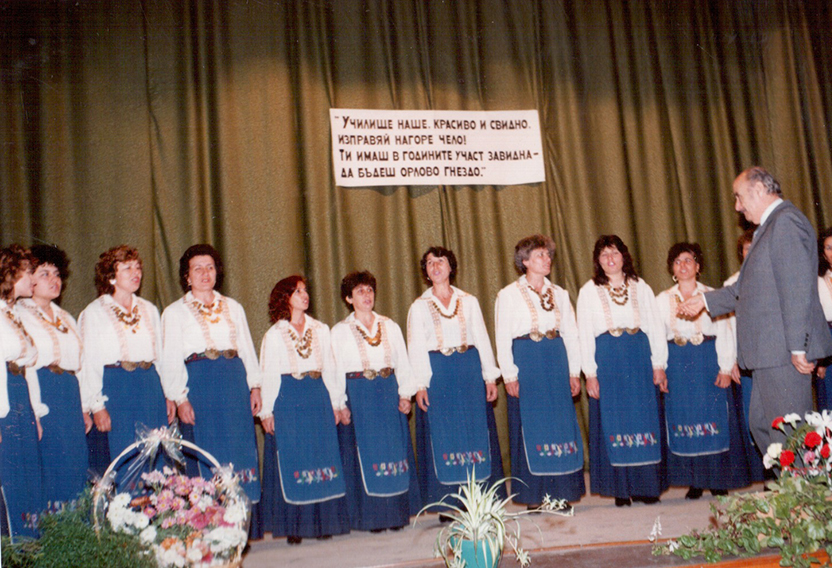 "Училище наше, красиво и свидно,
изправяй нагоре чело!
Ти имаш в годините участ завидна-
да бъдеш орлово гнездо."